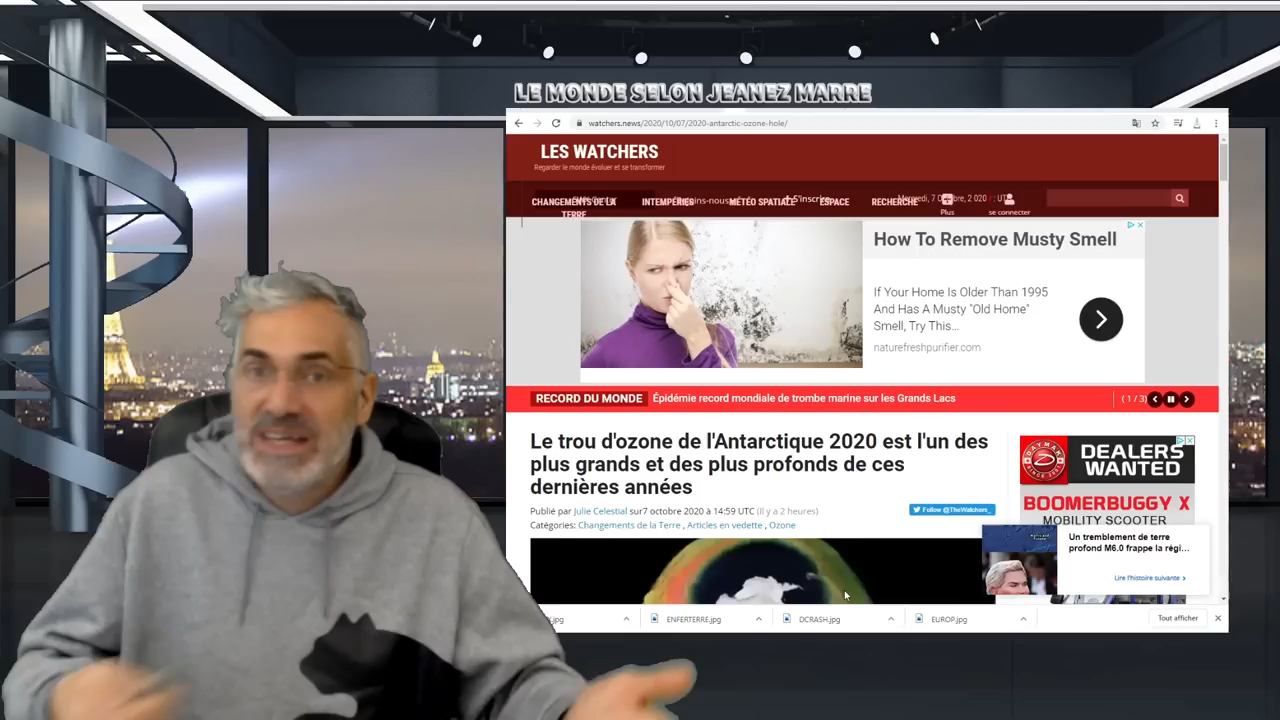 LE MONDE SELON JEANEZ MARRE
watchers.news/2020/10/07/2020-antarctic-ozone-hole/
LES WATCHERS
Regarder le monde évoluer et se transformer
CHANGEMENTS DE LA TERRE
INTEMPÉRIES
MÉTÉO SPATIALE
ESPACE
RECHERCHE
Plus
se connecter
How To Remove Musty Smell
If Your Home Is Older Than 1995
And Has A Musty "Old Home"
Smell, Try This...
naturefreshpurifier.com
RECORD DU MONDE Épidémie record mondiale de trombe marine sur les Grands Lacs ( 1 / 3)
Le trou d'ozone de l'Antarctique 2020 est l'un des
plus grands et des plus profonds de ces
dernières années
Publié par Julie Celestial sur7 octobre 2020 à 14:59 UTC (Il y a 2 heures)
Catégories: Changements de la Terre , Articles en vedette , Ozone
Follow @TheWatchers_
DAYMAK
DEALERS
WANTED
BOOMERBUGGY X
MOBILITY SCOOTER
Un tremblement de terre
profond M6.0 frappe la régi...
Lire l'histoire suivante >
ENFERTERRE.jpg
DCRASH.jpg
EUROP.jpg
Tout afficher